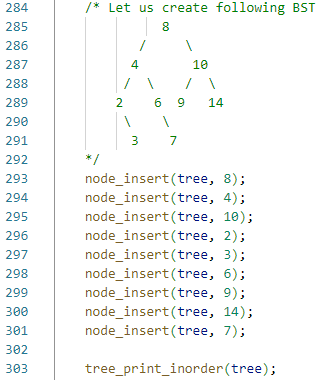 284 /* Let us create following BST
285 8
286 / \
287 4 10
288 / \ / \
289 2 6 9 14
290 \ \
291 3 7
292 */
293 node_insert(tree, 8);
294 node_insert(tree, 4);
295 node_insert(tree, 10);
296 node_insert(tree, 2);
297 node_insert(tree, 3);
298 node_insert(tree, 6);
299 node_insert(tree, 9);
300 node_insert(tree, 14);
301 node_insert(tree, 7);
302
303 tree_print_inorder(tree);